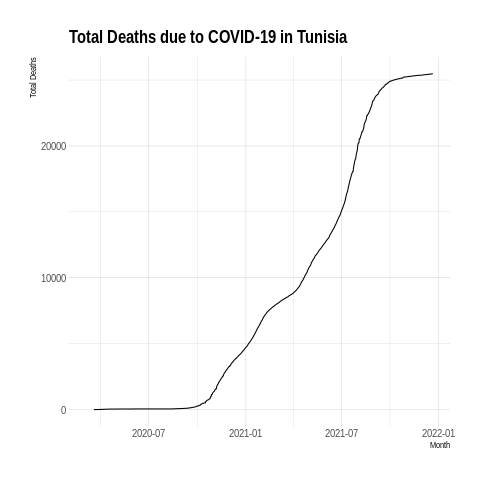 Total Deaths due to COVID-19 in Tunisia
Total Deaths
20000
10000
0
2020-07
2021-01
2021-07
2022-01
Month